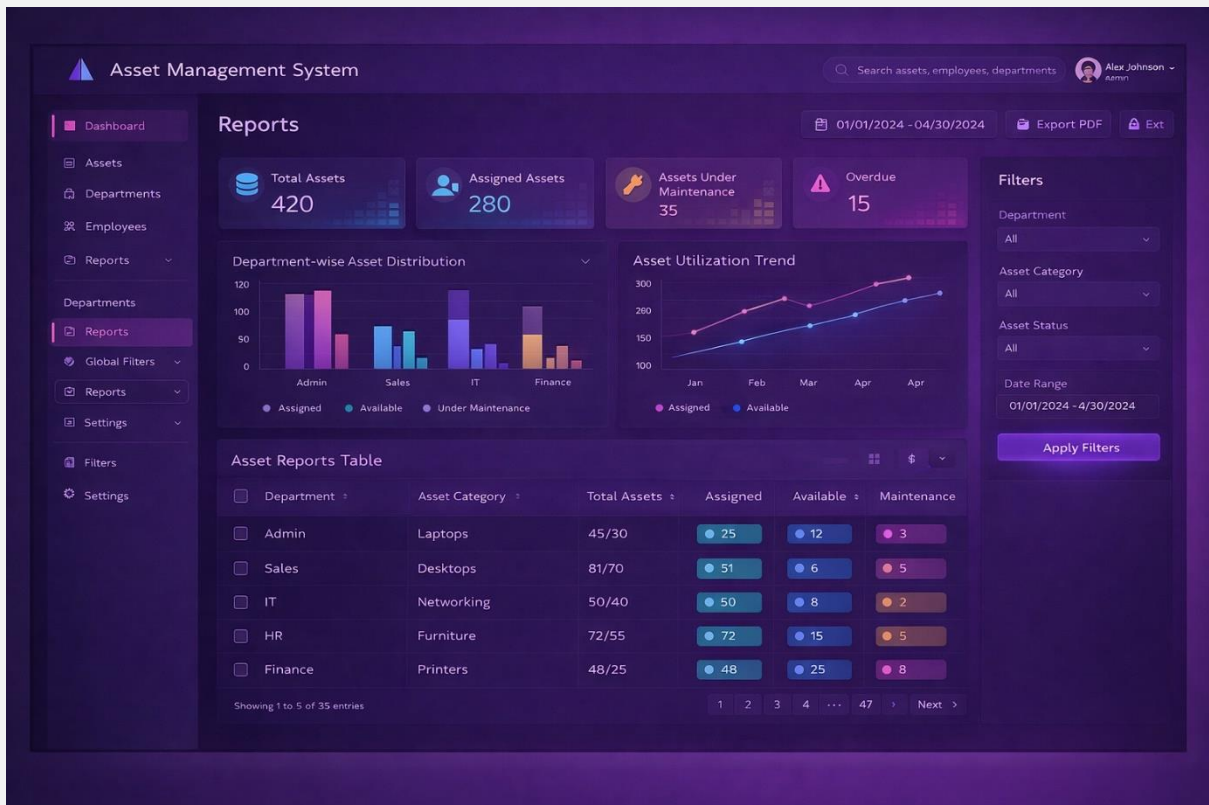 Asset Management System
Search assets, employees, departments
Alex Johnson
Dashboard
Assets
Departments
Employees
Reports
Departments
Reports
Global Filters
Reports
Settings
Filters
Settings
Reports
01/01/2024 - 04/30/2024
Export PDF
Ext
Total Assets
420
Assigned Assets
280
Assets Under
Maintenance
35
Overdue
15
Department-wise Asset Distribution
120
100
90
0
Admin Sales IT Finance
Assigned Available Under Maintenance
Asset Utilization Trend
300
260
150
100
Jan Feb Mar Apr Apr
Assigned Available
Filters
Department
All
Asset Category
All
Asset Status
All
Date Range
01/01/2024 - 4/30/2024
Apply Filters
Asset Reports Table
$
Department Asset Category Total Assets Assigned Available Maintenance
Admin Laptops 45/30 25 12 3
Sales Desktops 81/70 51 6 5
IT Networking 50/40 50 8 2
HR Furniture 72/55 72 15 5
Finance Printers 48/25 48 25 8
Showing 1 to 5 of 35 entries
1 2 3 4 ... 47 > Next >